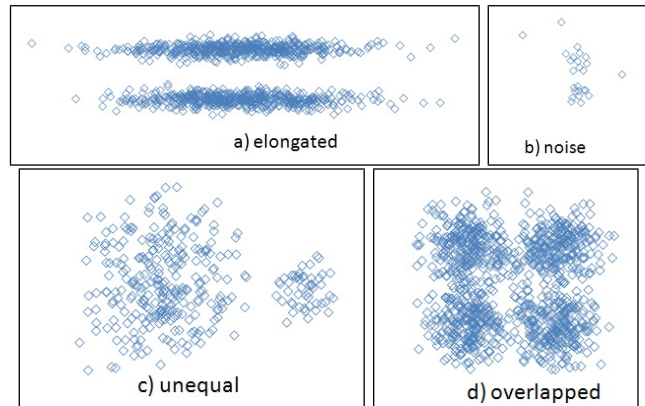 a) elongated
b) noise
c) unequal
d) overlapped